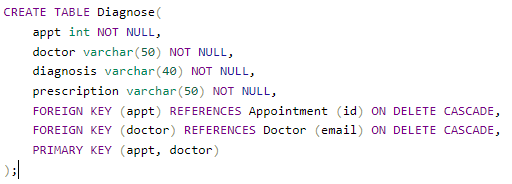 CREATE TABLE Diagnose(
    appt int NOT NULL,
    doctor varchar(50) NOT NULL,
    diagnosis varchar(40) NOT NULL,
    prescription varchar(50) NOT NULL,
    FOREIGN KEY (appt) REFERENCES Appointment (id) ON DELETE CASCADE,
    FOREIGN KEY (doctor) REFERENCES Doctor (email) ON DELETE CASCADE,
    PRIMARY KEY (appt, doctor)
);